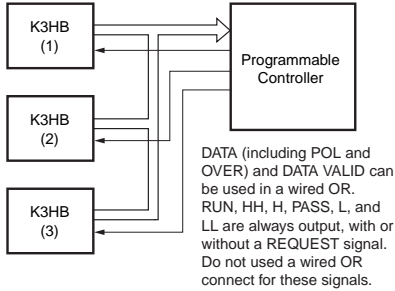 K3HB
(1)
K3HB
(2)
K3HB
(3)
Programmable
Controller
DATA (including POL and
OVER) and DATA VALID can
be used in a wired OR.
RUN, HH, H, PASS, L, and
LL are always output, with or
without a REQUEST signal.
Do not used a wired OR
connect for these signals.